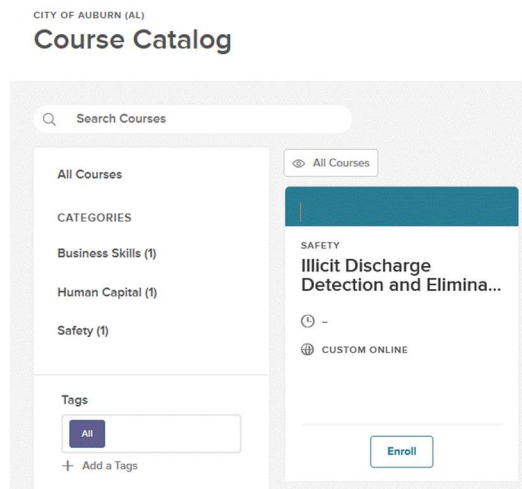 CITY OF AUBURN (AL)
Course Catalog
Search Courses
All Courses
CATEGORIES
Business Skills (1)
Human Capital (1)
Safety (1)
Tags
All
Add a Tags
All Courses
SAFETY
Illicit Discharge
Detection and Elimina...
–
CUSTOM ONLINE
Enroll